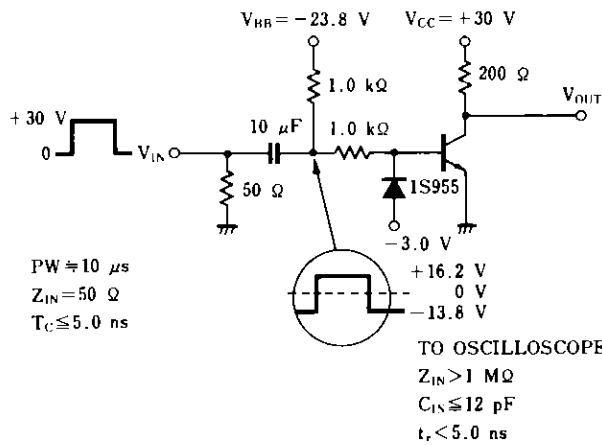 V_BB = -23.8 V
V_CC = +30 V
1.0 kΩ
200 Ω
V_OUT
+30 V
0
V_IN
10 μF
1.0 kΩ
50 Ω
1S955
-3.0 V
PW≒10 μs
Z_IN=50 Ω
T_C≦5.0 ns
+16.2 V
0 V
-13.8 V
TO OSCILLOSCOPE
Z_IN>1 MΩ
C_IN≦12 pF
t_r<5.0 ns